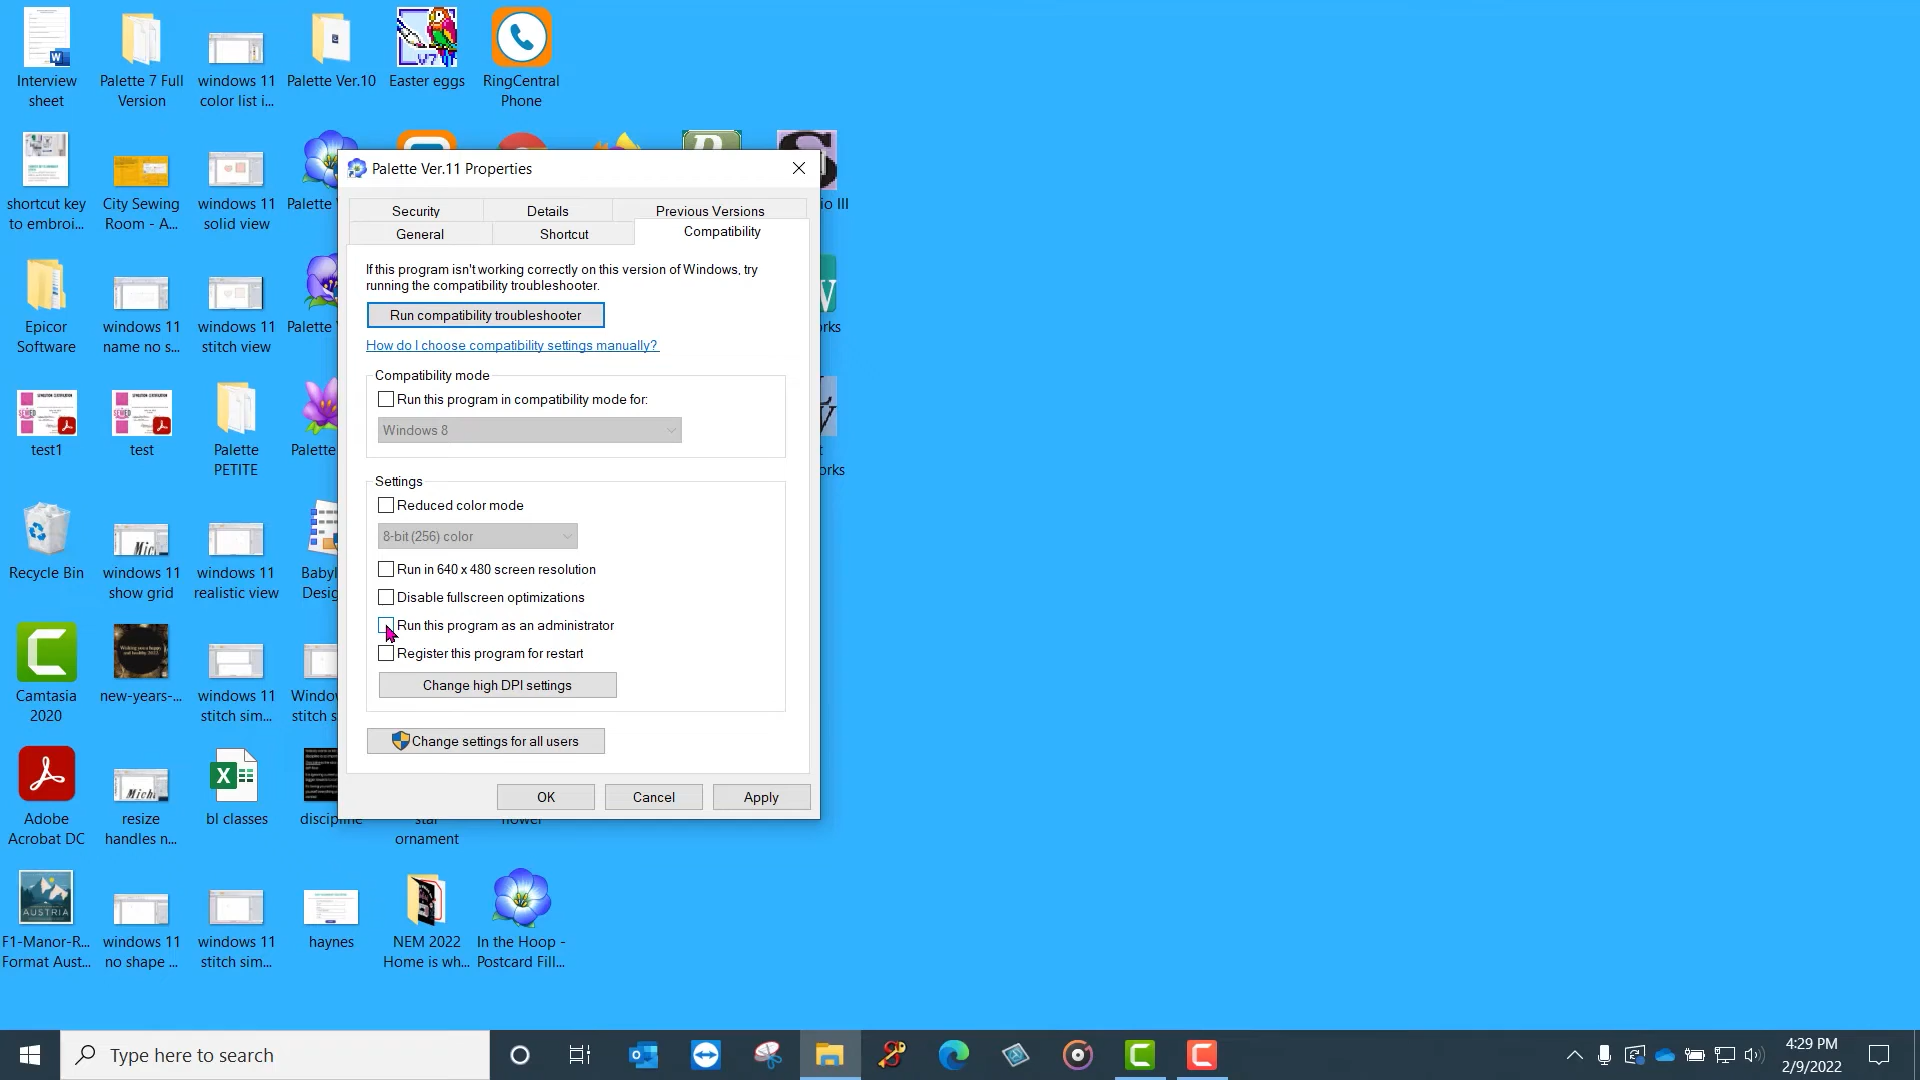 Interview
sheet
Palette 7 Full
Version
windows 11
color list i...
Palette Ver.10
Easter eggs
RingCentral
Phone
shortcut key
to embroi...
City Sewing
Room - A...
windows 11
solid view
Palette
io III
Epicor
Software
windows 11
name no s...
windows 11
stitch view
Palette
orks
test1
test
Palette
PETITE
Palette
orks
Recycle Bin
windows 11
show grid
windows 11
realistic view
Babyl
Desig
Camtasia
2020
new-years-...
windows 11
stitch sim...
Windo
stitch s
Adobe
Acrobat DC
resize
handles n...
bl classes
discipline
star
ornament
flower
F1-Manor-R...
Format Aust...
windows 11
no shape ...
windows 11
stitch sim...
haynes
NEM 2022
Home is wh...
In the Hoop -
Postcard Fill...
Palette Ver.11 Properties
Security
Details
Previous Versions
General
Shortcut
Compatibility
If this program isn't working correctly on this version of Windows, try
running the compatibility troubleshooter.
Run compatibility troubleshooter
How do I choose compatibility settings manually?
Compatibility mode
Run this program in compatibility mode for:
Windows 8
Settings
Reduced color mode
8-bit (256) color
Run in 640 x 480 screen resolution
Disable fullscreen optimizations
Run this program as an administrator
Register this program for restart
Change high DPI settings
Change settings for all users
OK
Cancel
Apply
Type here to search
4:29 PM
2/9/2022